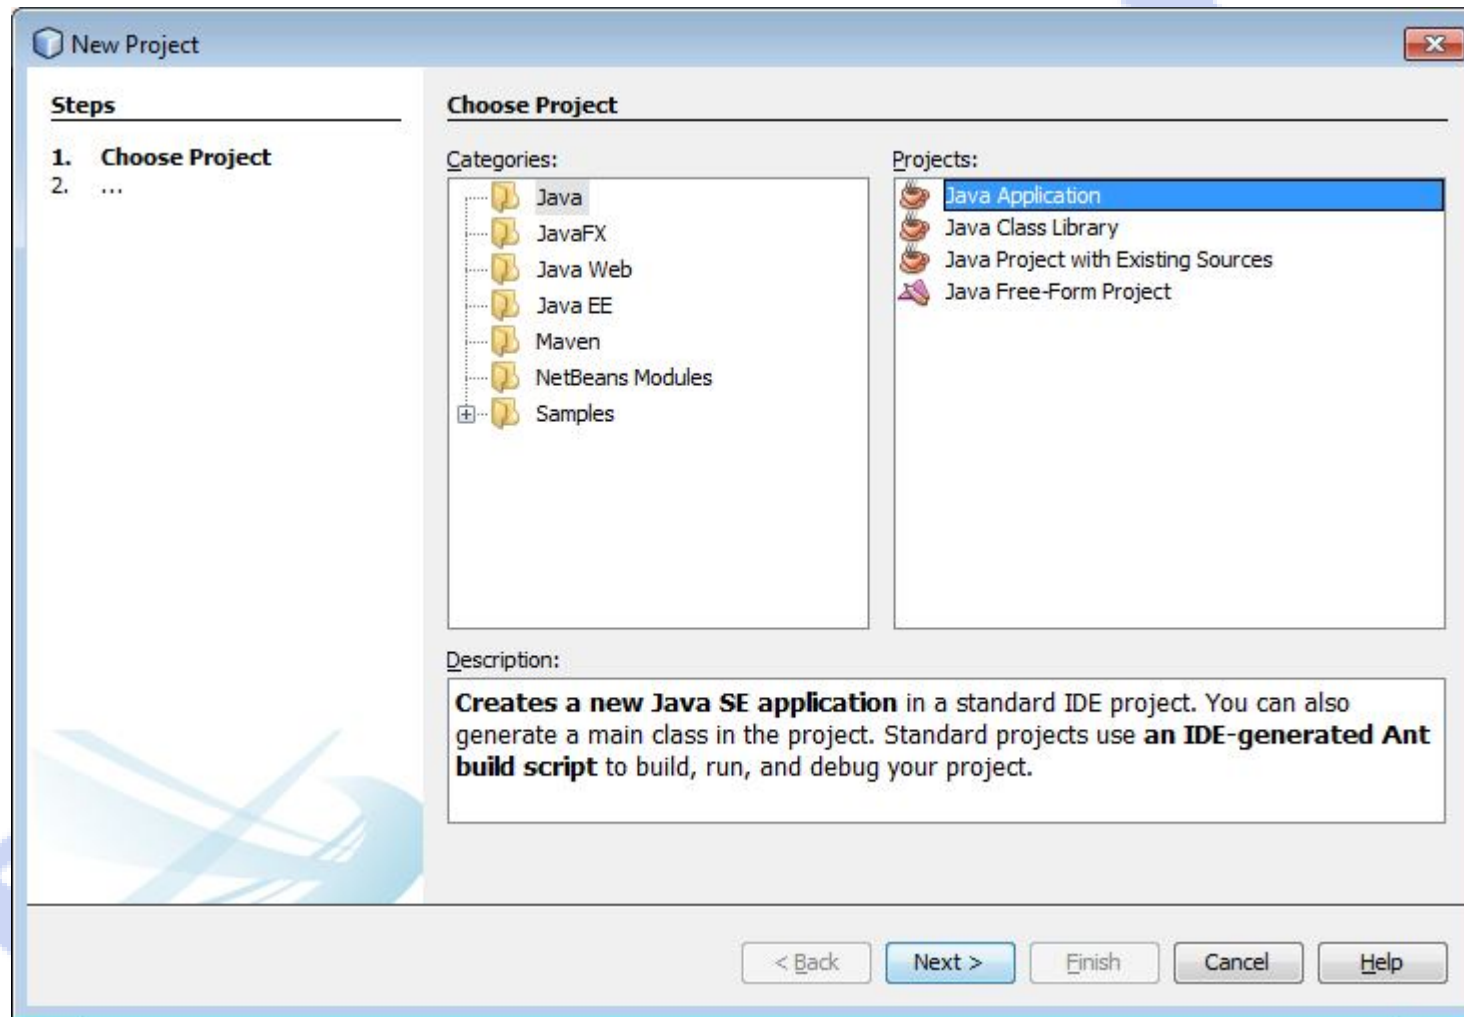 New Project
Steps
1. Choose Project
2. ...
Choose Project
Categories:
Java
JavaFX
Java Web
Java EE
Maven
NetBeans Modules
Samples
Projects:
Java Application
Java Class Library
Java Project with Existing Sources
Java Free-Form Project
Description:
Creates a new Java SE application in a standard IDE project. You can also
generate a main class in the project. Standard projects use an IDE-generated Ant
build script to build, run, and debug your project.
< Back Next > Finish Cancel Help